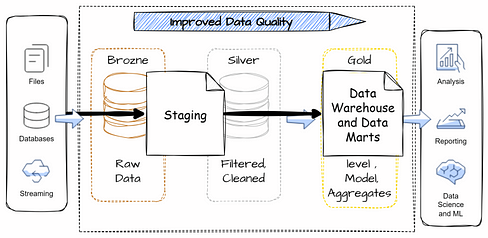 Improved Data Quality
Files
Databases
Streaming
Brozne
Raw
Data
Staging
Silver
Filtered,
Cleaned
Gold
Data
Warehouse
and Data
Marts
level ,
Model,
Aggregates
Analysis
Reporting
Data
Science
and ML